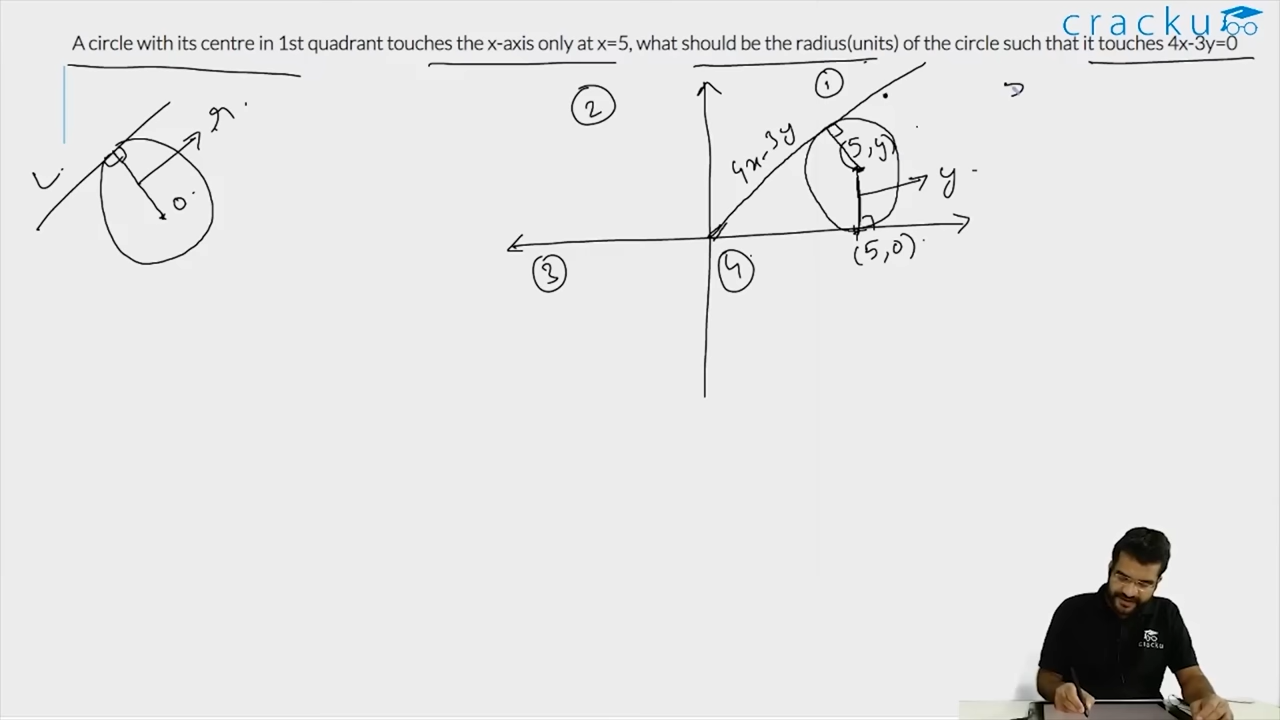 cracku
A circle with its centre in 1st quadrant touches the x-axis only at x=5, what should be the radius(units) of the circle such that it touches 4x-3y=0
1
2
r
4x-3y
(5,y)
y
O
(5,0)
3
4
cracku